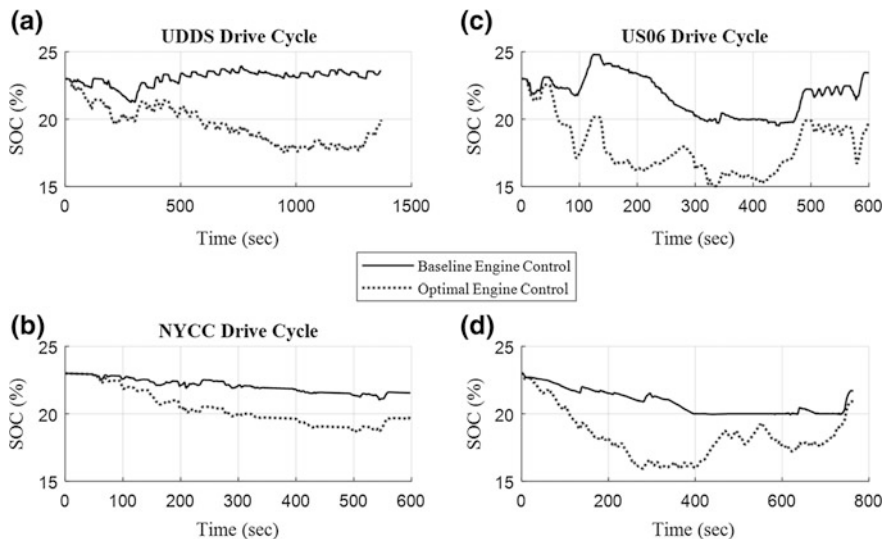 (a)
UDDS Drive Cycle
25
20
15
SOC (%)
0 500 1000 1500
Time (sec)
(c)
US06 Drive Cycle
25
20
15
SOC (%)
0 100 200 300 400 500 600
Time (sec)
Baseline Engine Control
Optimal Engine Control
(b)
NYCC Drive Cycle
25
20
15
SOC (%)
0 100 200 300 400 500 600
Time (sec)
(d)
25
20
15
SOC (%)
0 200 400 600 800
Time (sec)